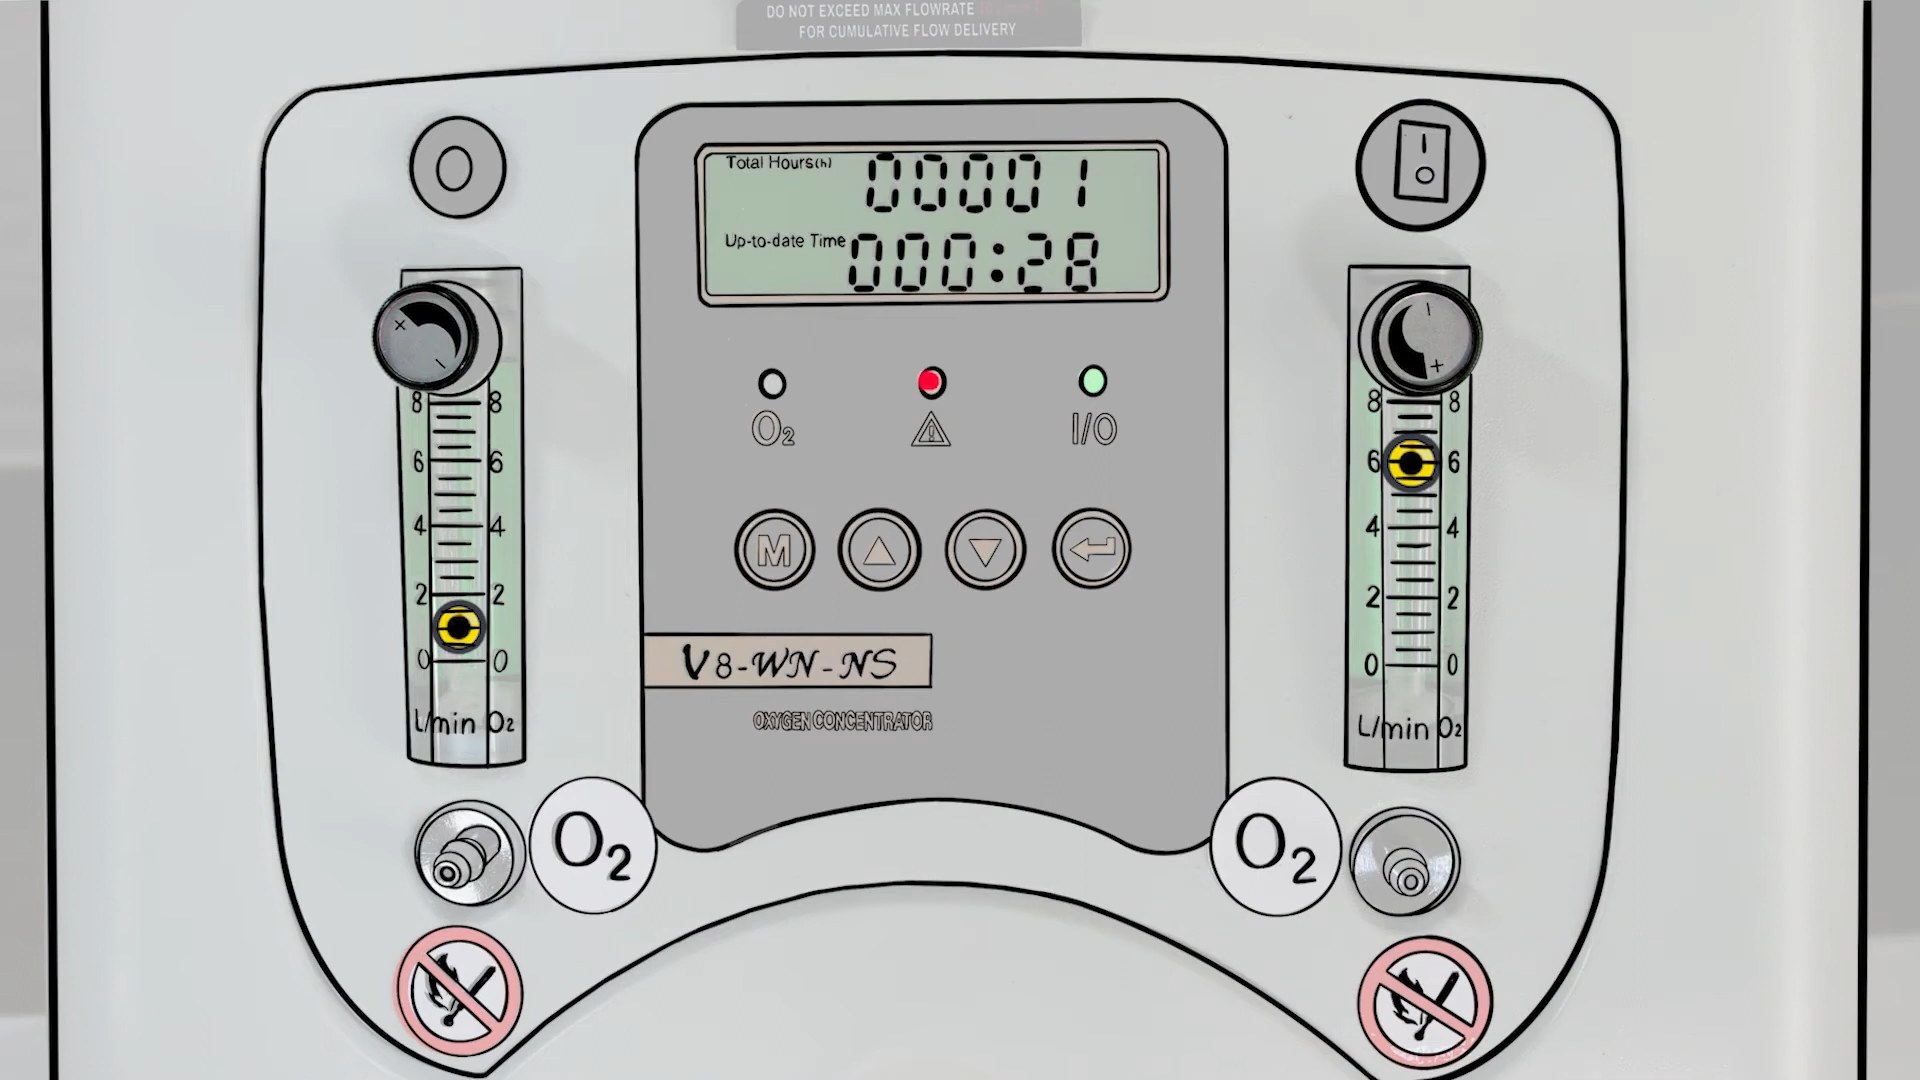 DO NOT EXCEED MAX FLOWRATE
FOR CUMULATIVE FLOW DELIVERY
Total Hours(h) 00001
Up-to-date Time 000:28
O₂ I/O
M
8 8
6 6
4 4
2 2
0 0
L/min O₂
8 8
6 6
4 4
2 2
0 0
L/min O₂
V8-WN-NS
OXYGEN CONCENTRATOR
O₂
O₂